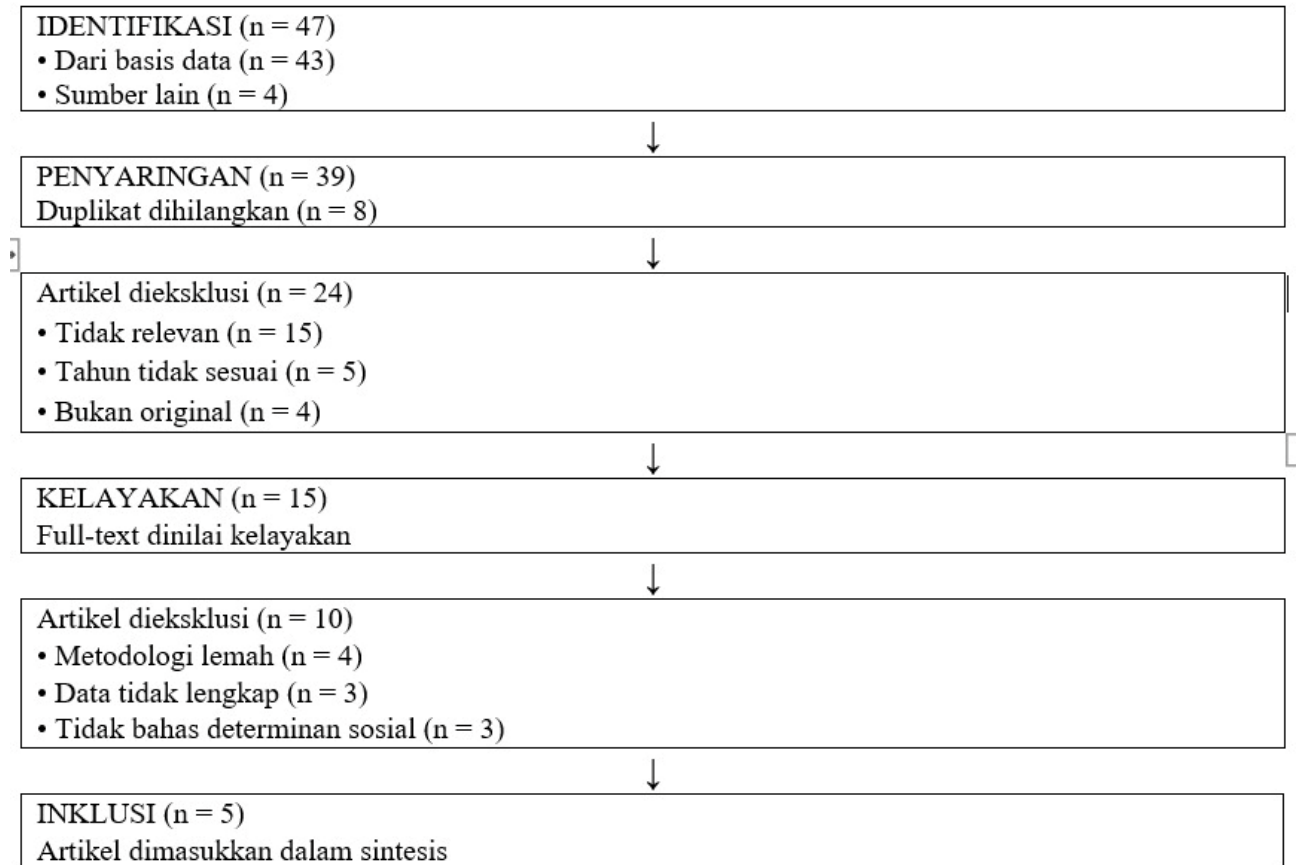 IDENTIFIKASI (n = 47)
• Dari basis data (n = 43)
• Sumber lain (n = 4)
↓
PENYARINGAN (n = 39)
Duplikat dihilangkan (n = 8)
↓
Artikel dieksklusi (n = 24)
• Tidak relevan (n = 15)
• Tahun tidak sesuai (n = 5)
• Bukan original (n = 4)
↓
KELAYAKAN (n = 15)
Full-text dinilai kelayakan
↓
Artikel dieksklusi (n = 10)
• Metodologi lemah (n = 4)
• Data tidak lengkap (n = 3)
• Tidak bahas determinan sosial (n = 3)
↓
INKLUSI (n = 5)
Artikel dimasukkan dalam sintesis